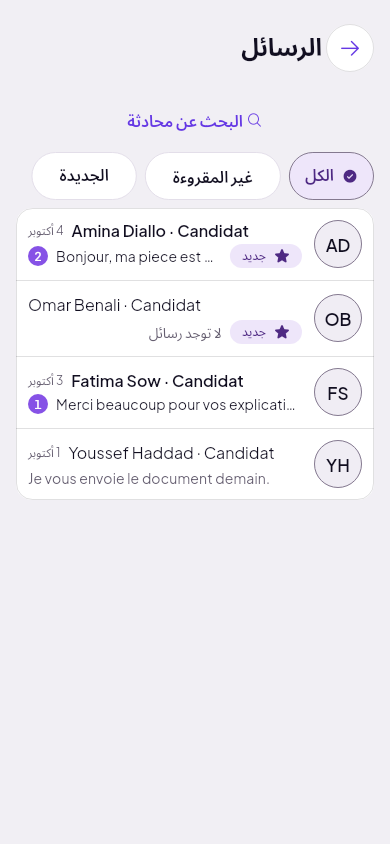 الرسائل
البحث عن محادثة
الكل
غير المقروءة
الجديدة
AD
Amina Diallo · Candidat
4 أكتوبر
جديد
Bonjour, ma piece est ...
2
OB
Omar Benali · Candidat
جديد
لا توجد رسائل
FS
Fatima Sow · Candidat
3 أكتوبر
Merci beaucoup pour vos explicati...
1
YH
Youssef Haddad · Candidat
1 أكتوبر
Je vous envoie le document demain.